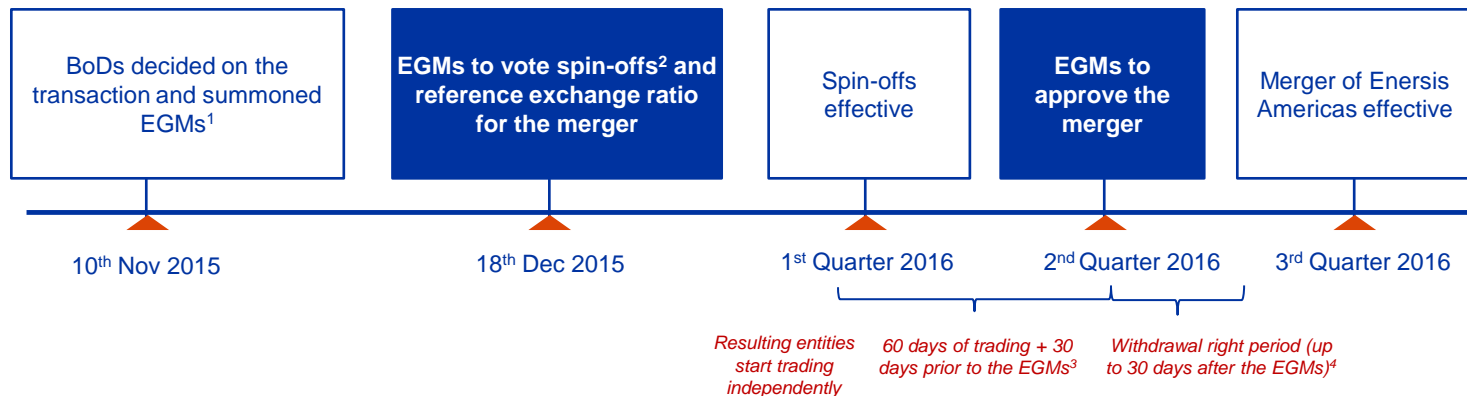 BoDs decided on the
transaction and summoned
EGMs¹
EGMs to vote spin-offs² and
reference exchange ratio
for the merger
Spin-offs
effective
EGMs to
approve the
merger
Merger of Enersis
Americas effective
10th Nov 2015
18th Dec 2015
1st Quarter 2016
2nd Quarter 2016
3rd Quarter 2016
Resulting entities
start trading
independently
60 days of trading + 30
days prior to the EGMs³
Withdrawal right period (up
to 30 days after the EGMs)⁴